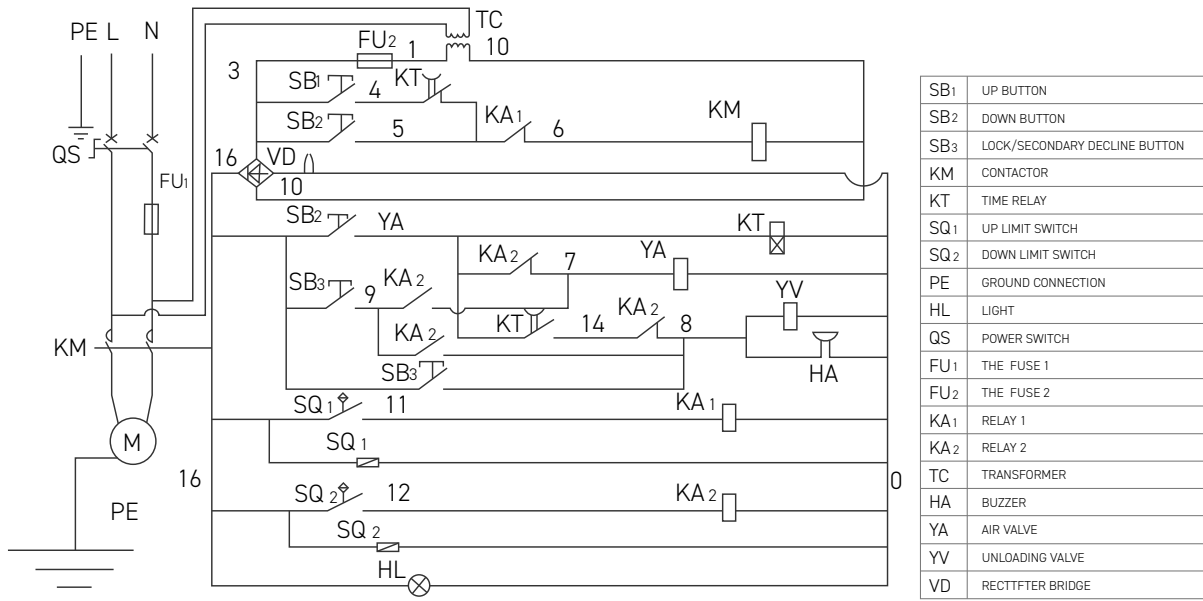 TC
PE L N
FU2 1 10
3
SB1 4 KT
SB2 5 KA1 6 KM
QS
16 VD
10
FU1
SB2 YA KT
KA2 7 YA
SB3 9 KA2
YV
KT 14 KA2 8
KA2
KM
HA
SB3
SQ1 11 KA1
M
SQ1
16
0
SQ2 12 KA2
PE
SQ2
HL
SB1 UP BUTTON
SB2 DOWN BUTTON
SB3 LOCK/SECONDARY DECLINE BUTTON
KM CONTACTOR
KT TIME RELAY
SQ1 UP LIMIT SWITCH
SQ2 DOWN LIMIT SWITCH
PE GROUND CONNECTION
HL LIGHT
QS POWER SWITCH
FU1 THE FUSE 1
FU2 THE FUSE 2
KA1 RELAY 1
KA2 RELAY 2
TC TRANSFORMER
HA BUZZER
YA AIR VALVE
YV UNLOADING VALVE
VD RECTTFTER BRIDGE